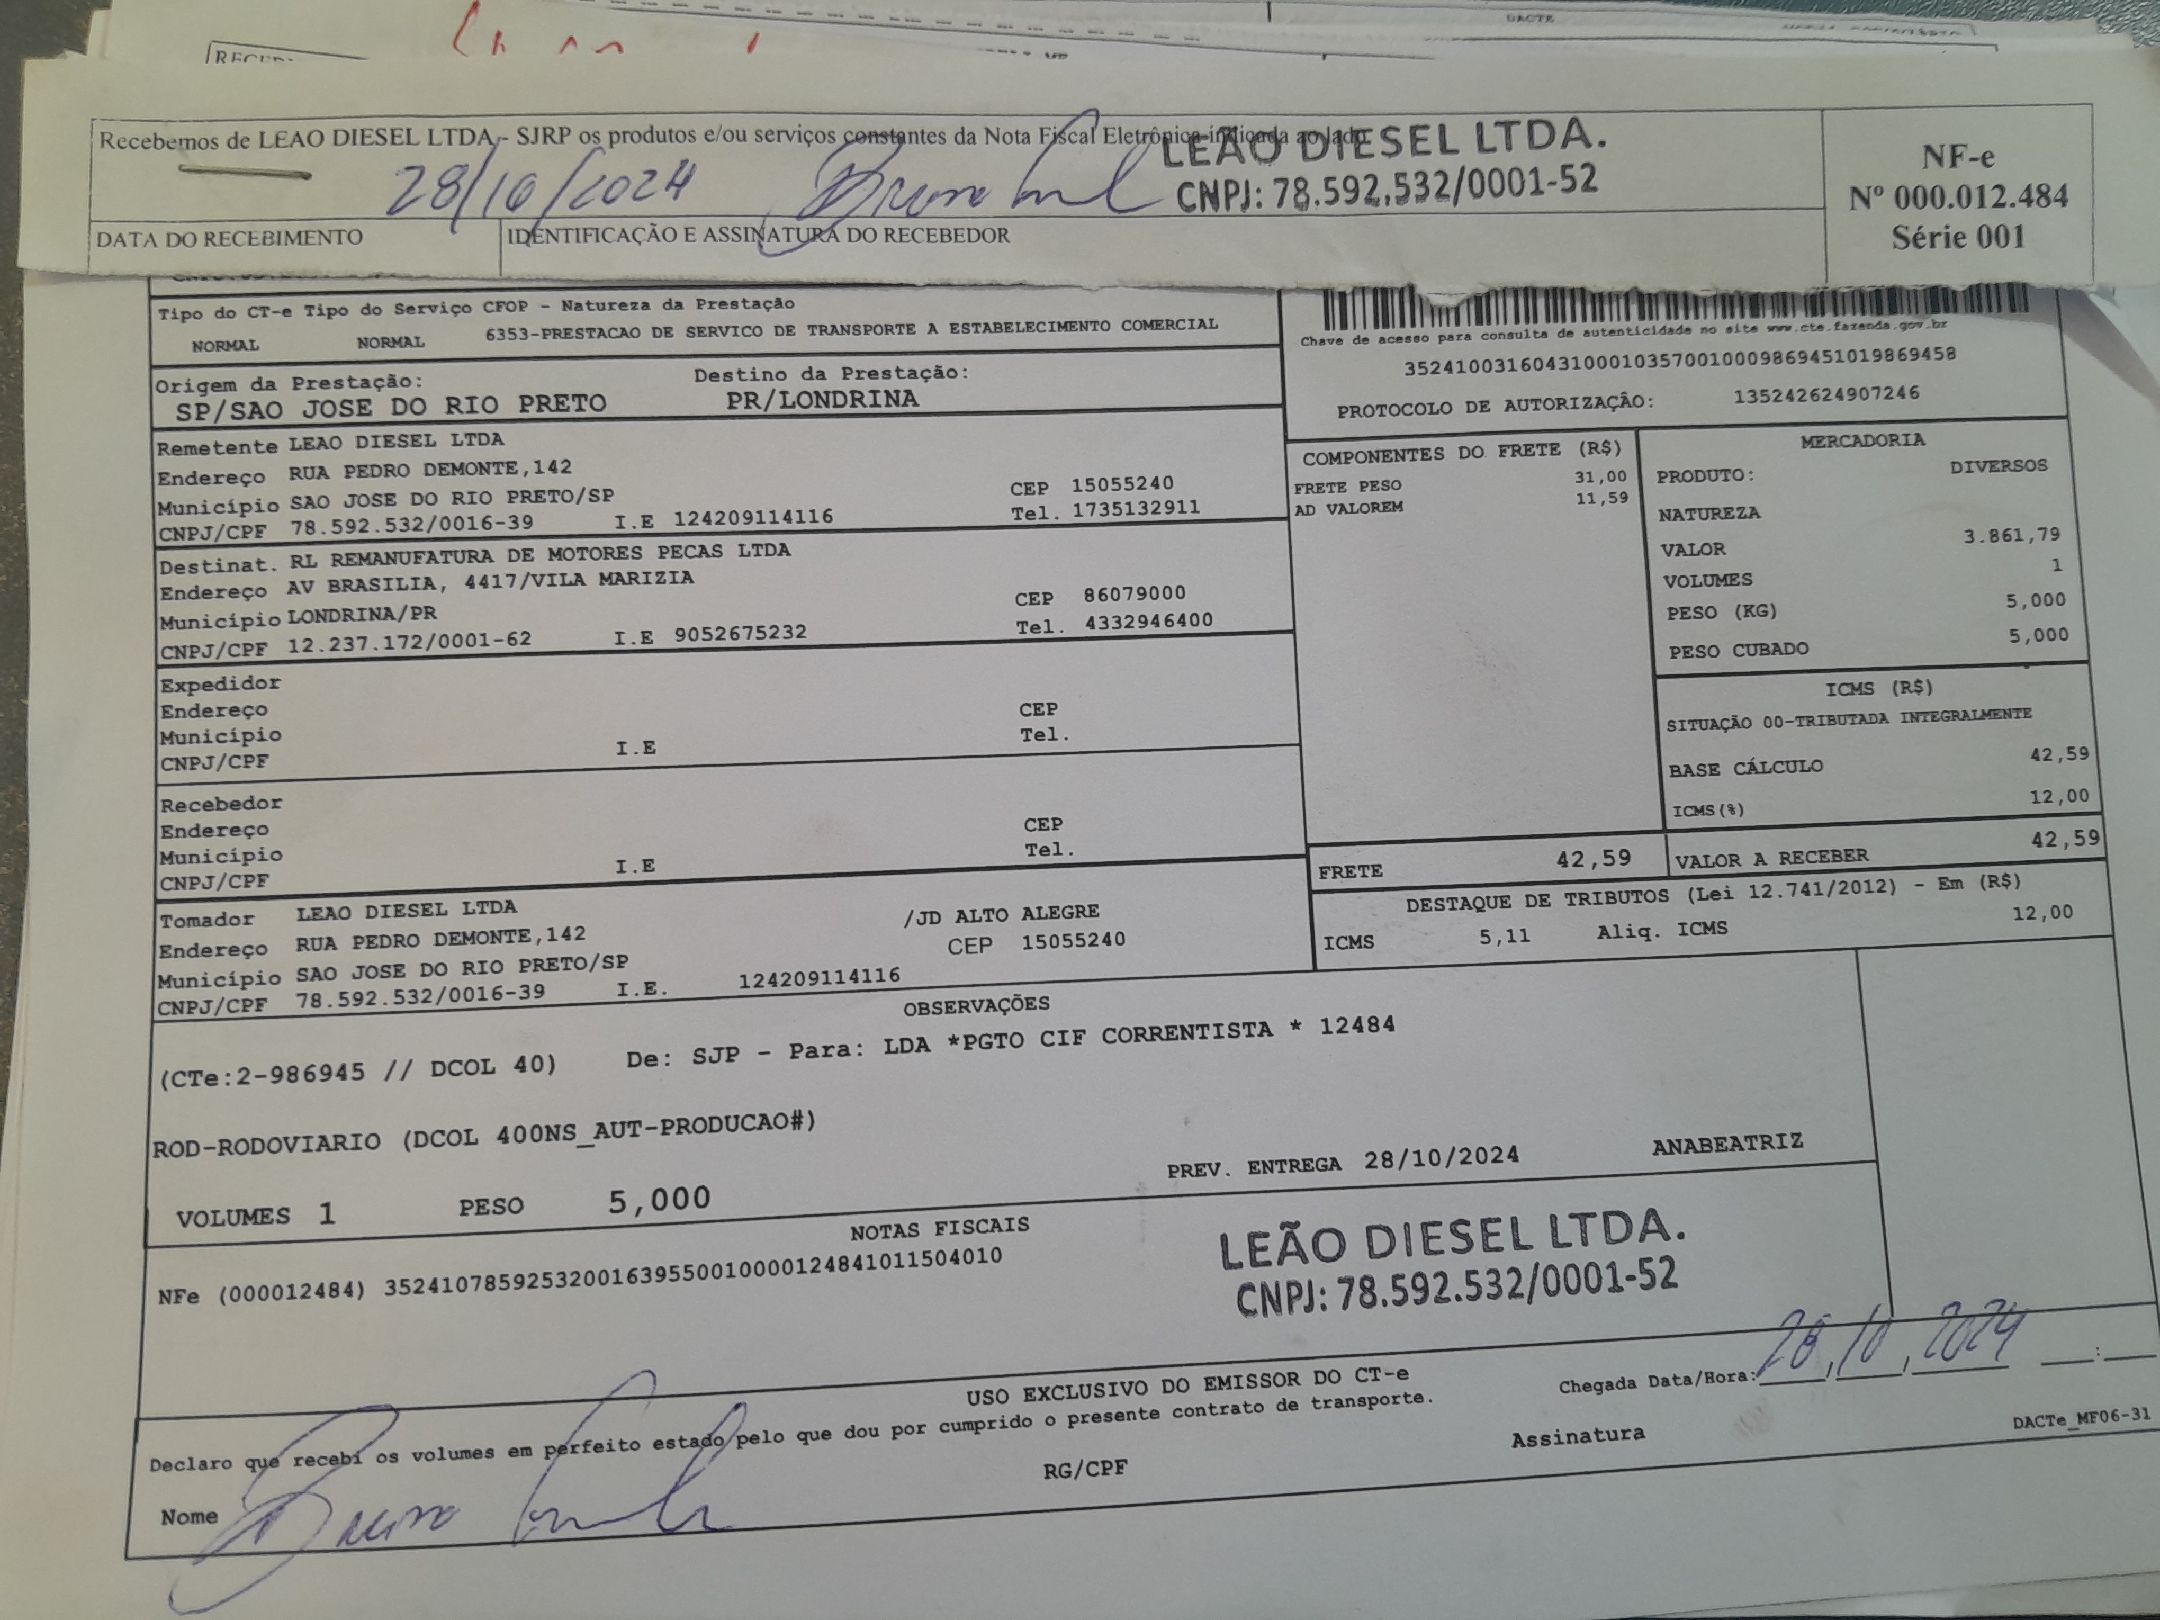 DACTE
Recebemos de LEAO DIESEL LTDA - SJRP os produtos e/ou serviços constantes da Nota Fiscal Eletrônica indicada ao lado
LEÃO DIESEL LTDA.
CNPJ: 78.592.532/0001-52
28/10/2024
DATA DO RECEBIMENTO
IDENTIFICAÇÃO E ASSINATURA DO RECEBEDOR
NF-e
Nº 000.012.484
Série 001
Tipo do CT-e Tipo do Serviço CFOP - Natureza da Prestação
NORMAL NORMAL 6353-PRESTACAO DE SERVICO DE TRANSPORTE A ESTABELECIMENTO COMERCIAL
Chave de acesso para consulta de autenticidade no site www.cte.fazenda.gov.br
35241003160431000103570010009869451019869458
PROTOCOLO DE AUTORIZAÇÃO: 135242624907246
Origem da Prestação: Destino da Prestação:
SP/SAO JOSE DO RIO PRETO PR/LONDRINA
Remetente LEAO DIESEL LTDA
Endereço RUA PEDRO DEMONTE,142
Município SAO JOSE DO RIO PRETO/SP CEP 15055240
CNPJ/CPF 78.592.532/0016-39 I.E 124209114116 Tel. 1735132911
Destinat. RL REMANUFATURA DE MOTORES PECAS LTDA
Endereço AV BRASILIA, 4417/VILA MARIZIA
Município LONDRINA/PR CEP 86079000
CNPJ/CPF 12.237.172/0001-62 I.E 9052675232 Tel. 4332946400
Expedidor
Endereço
Município CEP
CNPJ/CPF I.E Tel.
Recebedor
Endereço
Município CEP
CNPJ/CPF I.E Tel.
Tomador LEAO DIESEL LTDA
Endereço RUA PEDRO DEMONTE,142 /JD ALTO ALEGRE
Município SAO JOSE DO RIO PRETO/SP CEP 15055240
CNPJ/CPF 78.592.532/0016-39 I.E. 124209114116
COMPONENTES DO FRETE (R$)
FRETE PESO 31,00
AD VALOREM 11,59
MERCADORIA
PRODUTO: DIVERSOS
NATUREZA
VALOR 3.861,79
VOLUMES 1
PESO (KG) 5,000
PESO CUBADO 5,000
ICMS (R$)
SITUAÇÃO 00-TRIBUTADA INTEGRALMENTE
BASE CÁLCULO 42,59
ICMS(%) 12,00
FRETE 42,59
VALOR A RECEBER 42,59
DESTAQUE DE TRIBUTOS (Lei 12.741/2012) - Em (R$)
ICMS 5,11 Aliq. ICMS 12,00
OBSERVAÇÕES
(CTe:2-986945 // DCOL 40) De: SJP - Para: LDA *PGTO CIF CORRENTISTA * 12484
ROD-RODOVIARIO (DCOL 400NS_AUT-PRODUCAO#)
PREV. ENTREGA 28/10/2024 ANABEATRIZ
VOLUMES 1 PESO 5,000
NOTAS FISCAIS
NFe (000012484) 35241078592532001639550010000124841011504010
LEÃO DIESEL LTDA.
CNPJ: 78.592.532/0001-52
USO EXCLUSIVO DO EMISSOR DO CT-e
Declaro que recebi os volumes em perfeito estado pelo que dou por cumprido o presente contrato de transporte.
Chegada Data/Hora: 28/10/2024 :
Nome
RG/CPF
Assinatura
DACTe_MF06-31